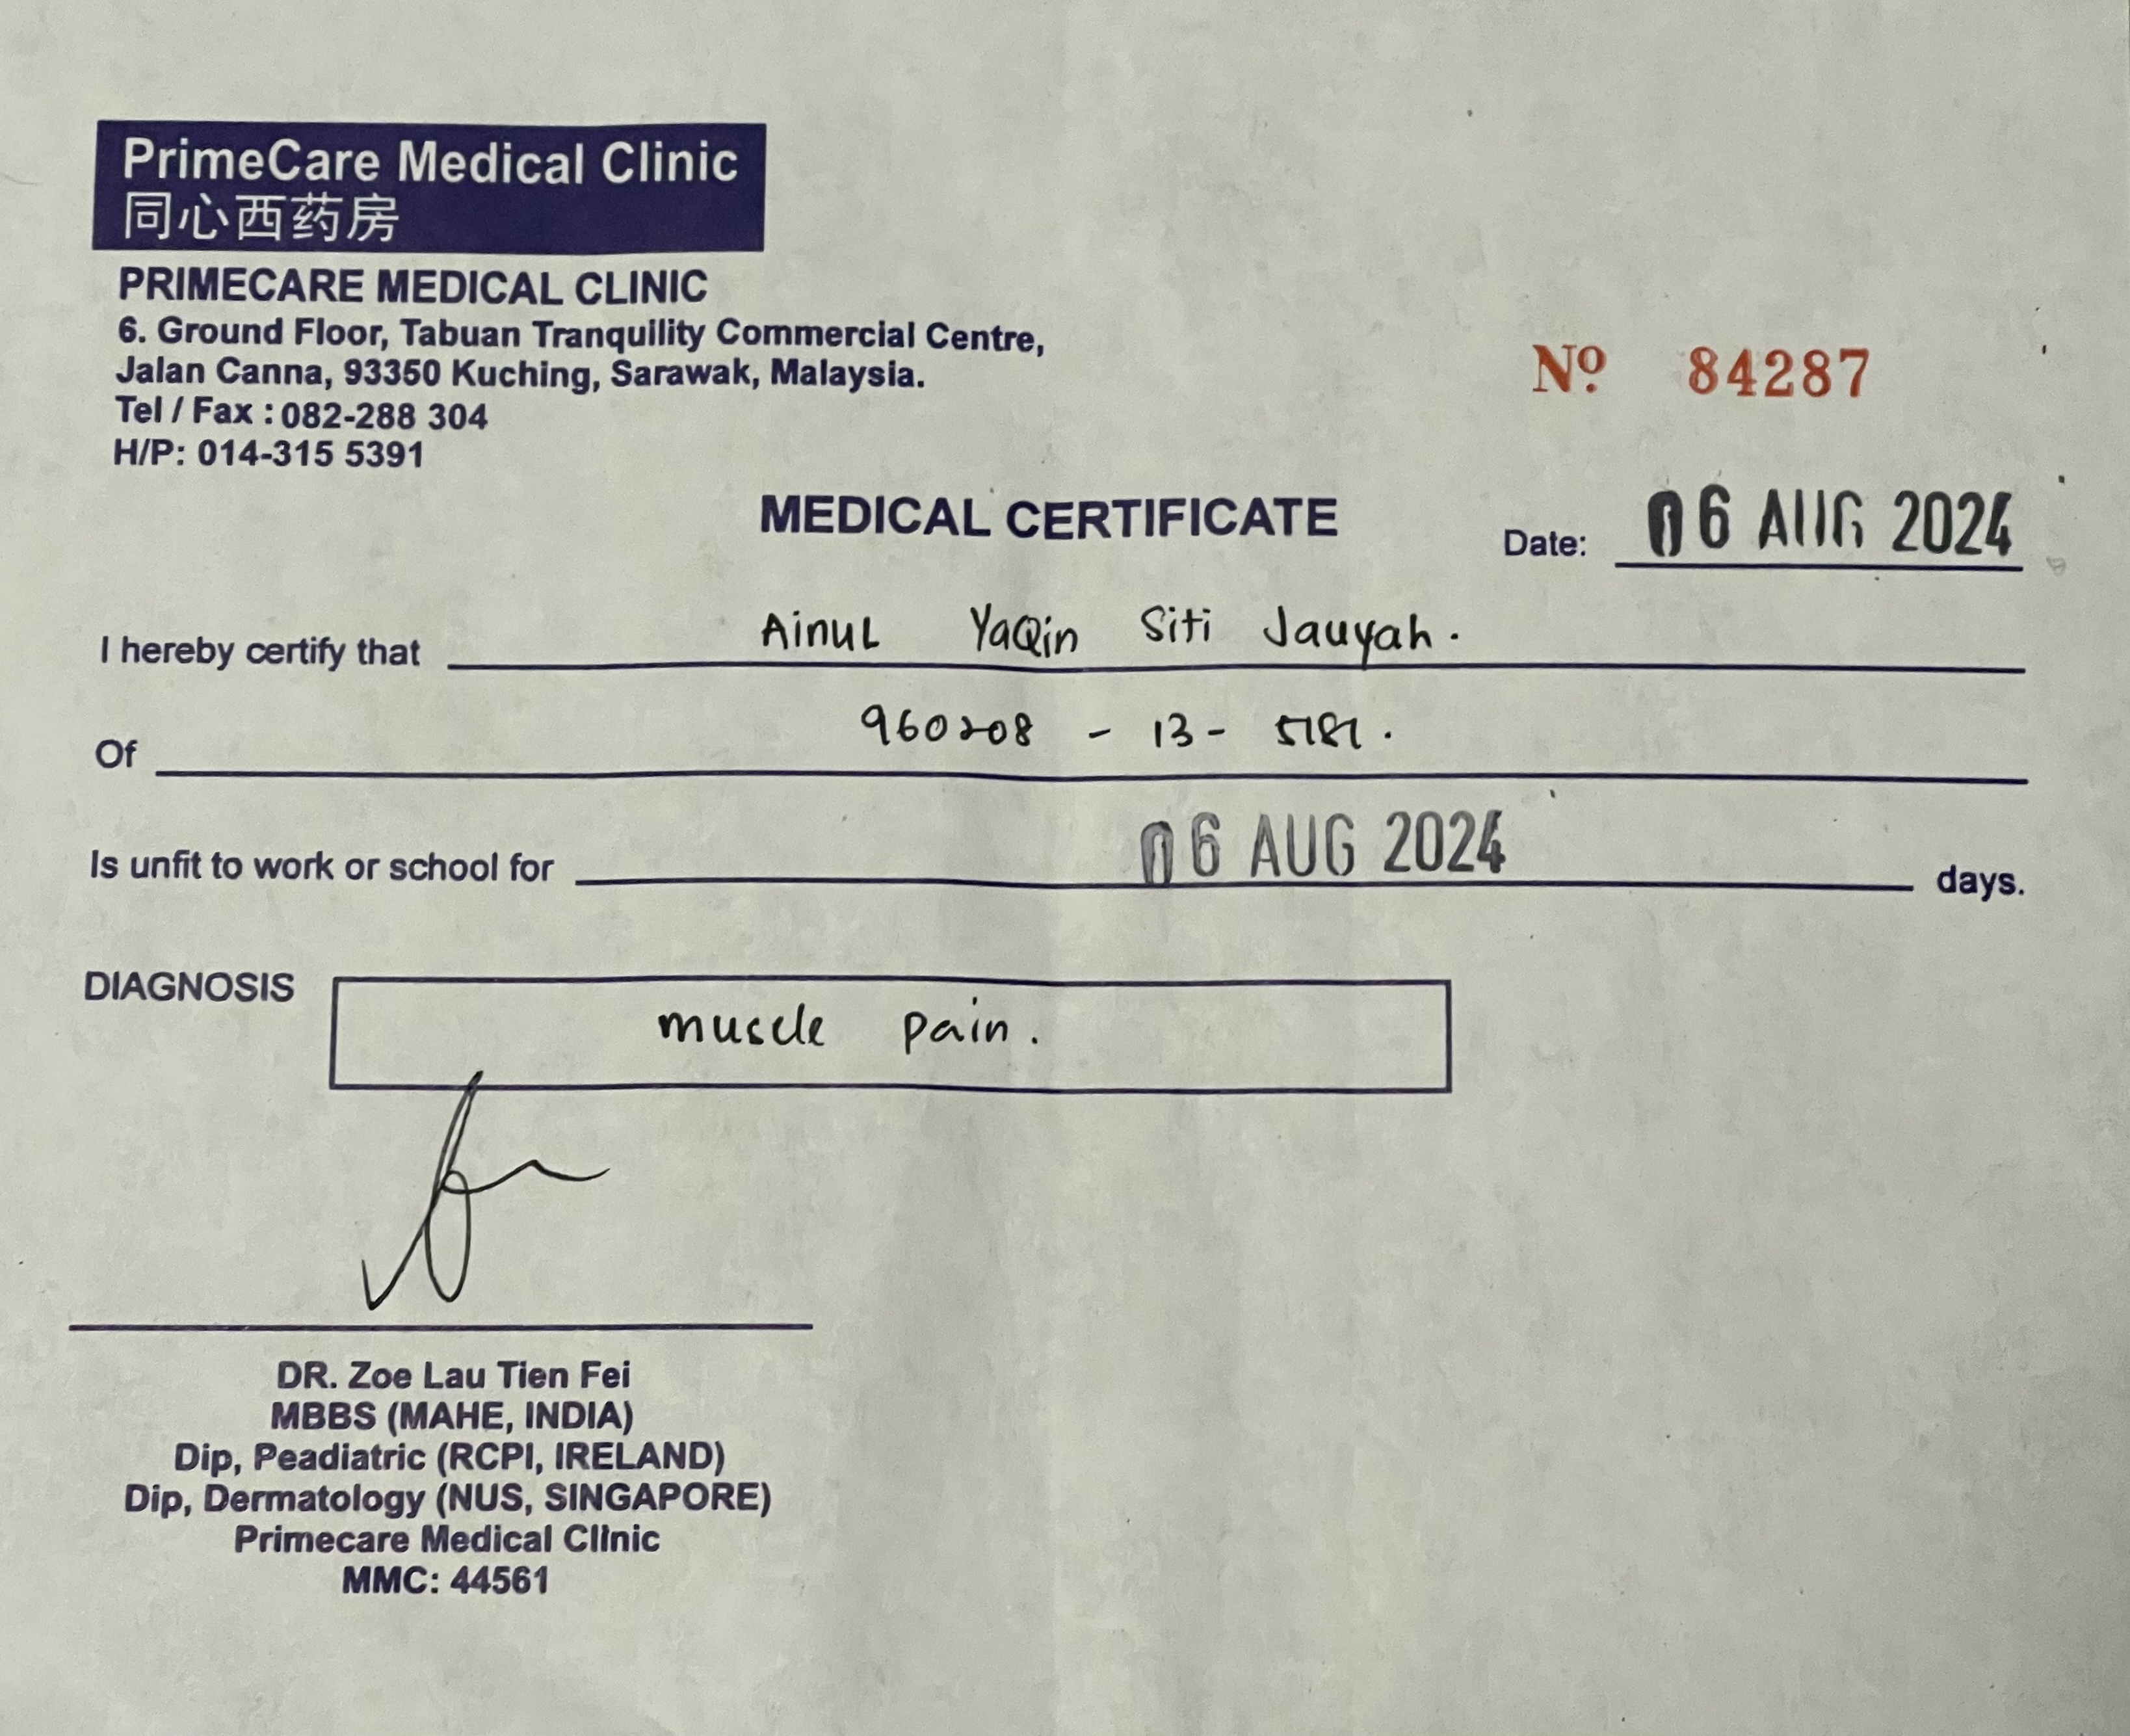 PrimeCare Medical Clinic
同心西药房
PRIMECARE MEDICAL CLINIC
6. Ground Floor, Tabuan Tranquility Commercial Centre,
Jalan Canna, 93350 Kuching, Sarawak, Malaysia.
Tel / Fax : 082-288 304
H/P: 014-315 5391
Nº 84287
MEDICAL CERTIFICATE
Date: 06 AUG 2024
I hereby certify that Ainul YaQin Siti Jauyah.
Of 960208 - 13 -
Is unfit to work or school for 06 AUG 2024 days.
DIAGNOSIS muscle pain.
DR. Zoe Lau Tien Fei
MBBS (MAHE, INDIA)
Dip, Peadiatric (RCPI, IRELAND)
Dip, Dermatology (NUS, SINGAPORE)
Primecare Medical Clinic
MMC: 44561